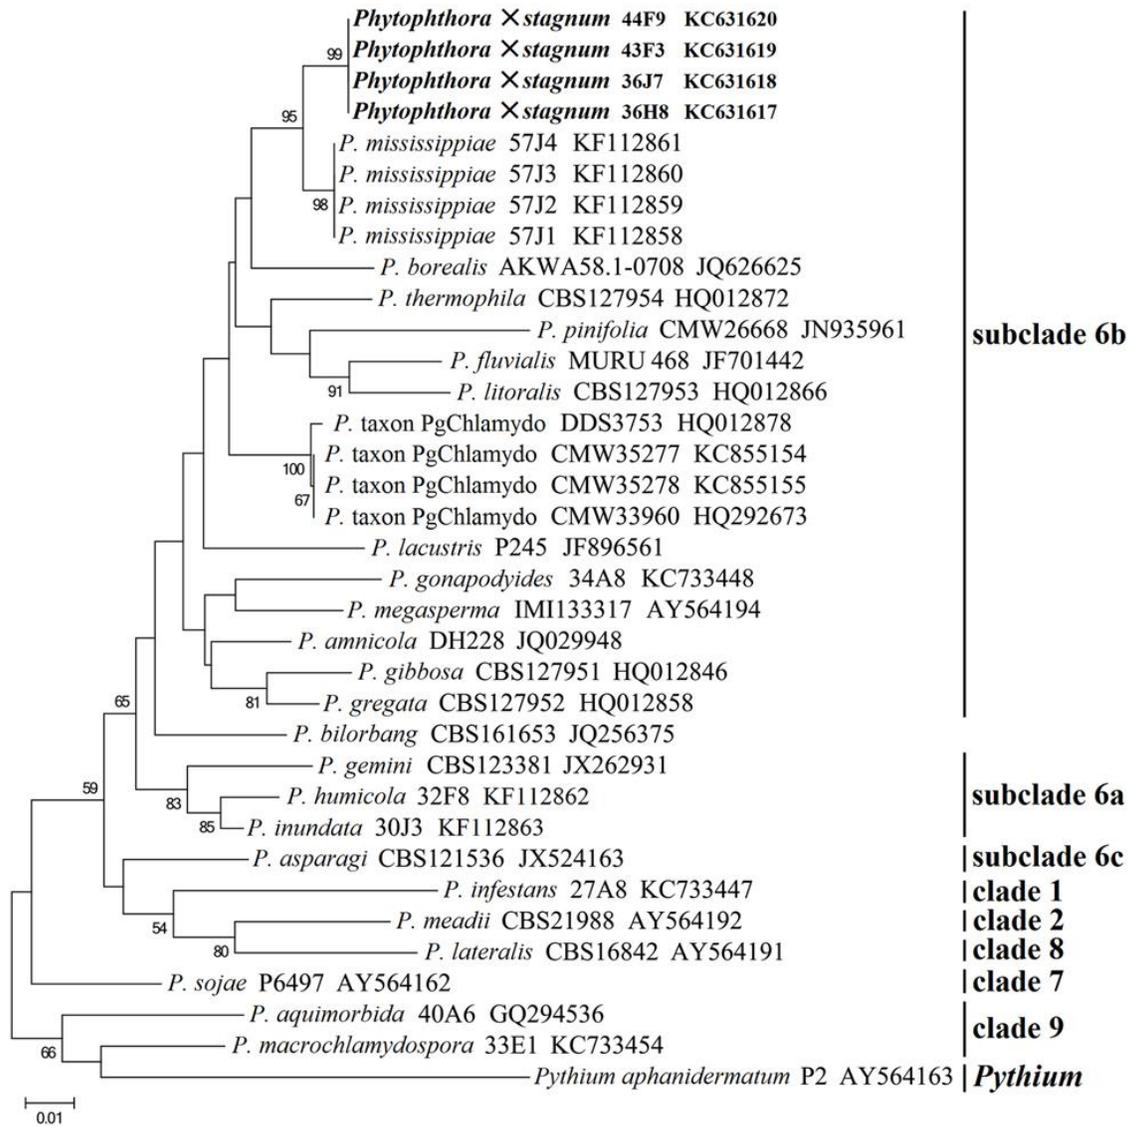 Phytophthora ×stagnum 44F9 KC631620
99
Phytophthora ×stagnum 43F3 KC631619
Phytophthora ×stagnum 36J7 KC631618
95
Phytophthora ×stagnum 36H8 KC631617
P. mississippiae 57J4 KF112861
P. mississippiae 57J3 KF112860
98
P. mississippiae 57J2 KF112859
P. mississippiae 57J1 KF112858
P. borealis AKWA58.1-0708 JQ626625
P. thermophila CBS127954 HQ012872
P. pinifolia CMW26668 JN935961
subclade 6b
P. fluvialis MURU 468 JF701442
91
P. litoralis CBS127953 HQ012866
P. taxon PgChlamydo DDS3753 HQ012878
P. taxon PgChlamydo CMW35277 KC855154
100
P. taxon PgChlamydo CMW35278 KC855155
67
P. taxon PgChlamydo CMW33960 HQ292673
P. lacustris P245 JF896561
P. gonapodyides 34A8 KC733448
P. megasperma IMI133317 AY564194
P. amnicola DH228 JQ029948
P. gibbosa CBS127951 HQ012846
81
P. gregata CBS127952 HQ012858
65
P. bilorbang CBS161653 JQ256375
P. gemini CBS123381 JX262931
59
83
P. humicola 32F8 KF112862
subclade 6a
85
P. inundata 30J3 KF112863
P. asparagi CBS121536 JX524163
subclade 6c
P. infestans 27A8 KC733447
clade 1
54
P. meadii CBS21988 AY564192
clade 2
80
P. lateralis CBS16842 AY564191
clade 8
P. sojae P6497 AY564162
clade 7
P. aquimorbida 40A6 GQ294536
clade 9
66
P. macrochlamydospora 33E1 KC733454
Pythium aphanidermatum P2 AY564163
Pythium
0.01